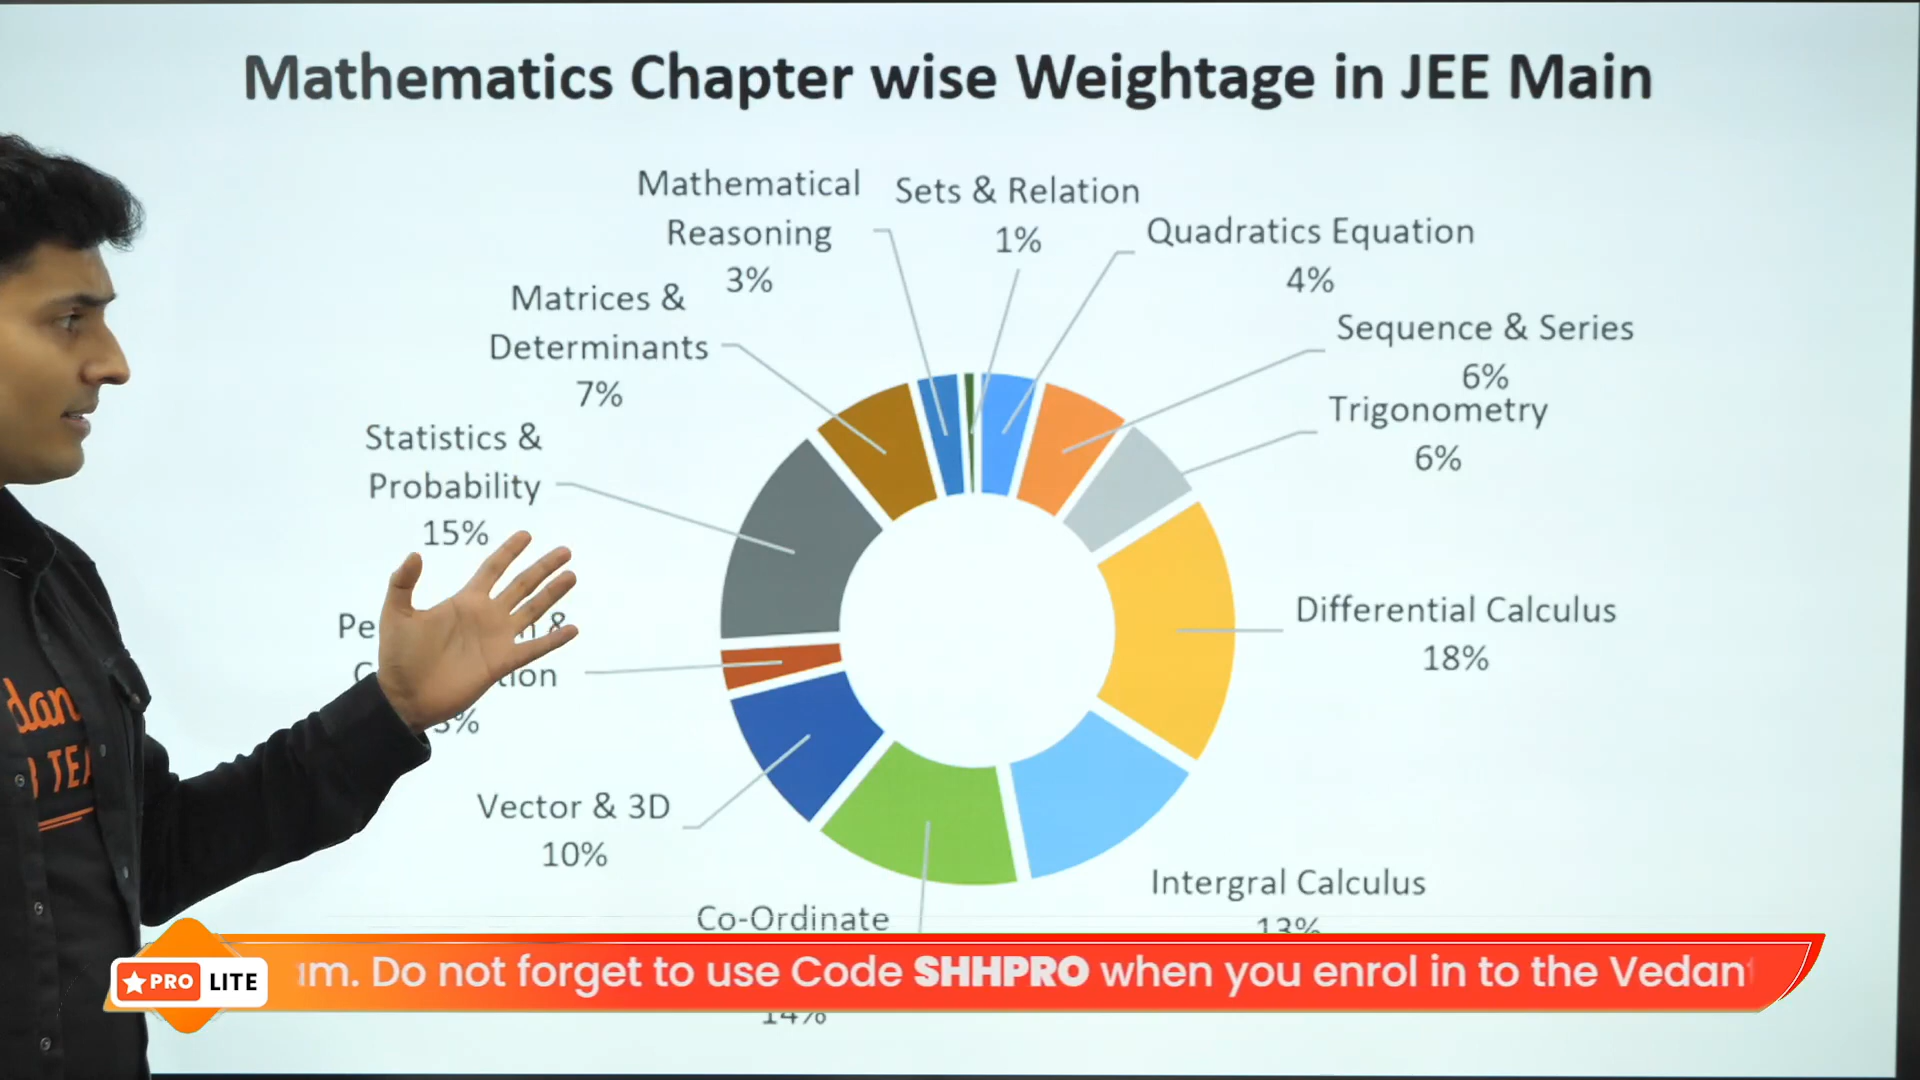 Mathematics Chapter wise Weightage in JEE Main
Mathematical
Reasoning
3%
Sets & Relation
1%
Quadratics Equation
4%
Matrices &
Determinants
7%
Sequence & Series
6%
Trigonometry
6%
Statistics &
Probability
15%
Differential Calculus
18%
&
Vector & 3D
10%
Intergral Calculus
13%
Co-Ordinate
14%
PRO LITE
Do not forget to use Code SHHPRO when you enrol in to the